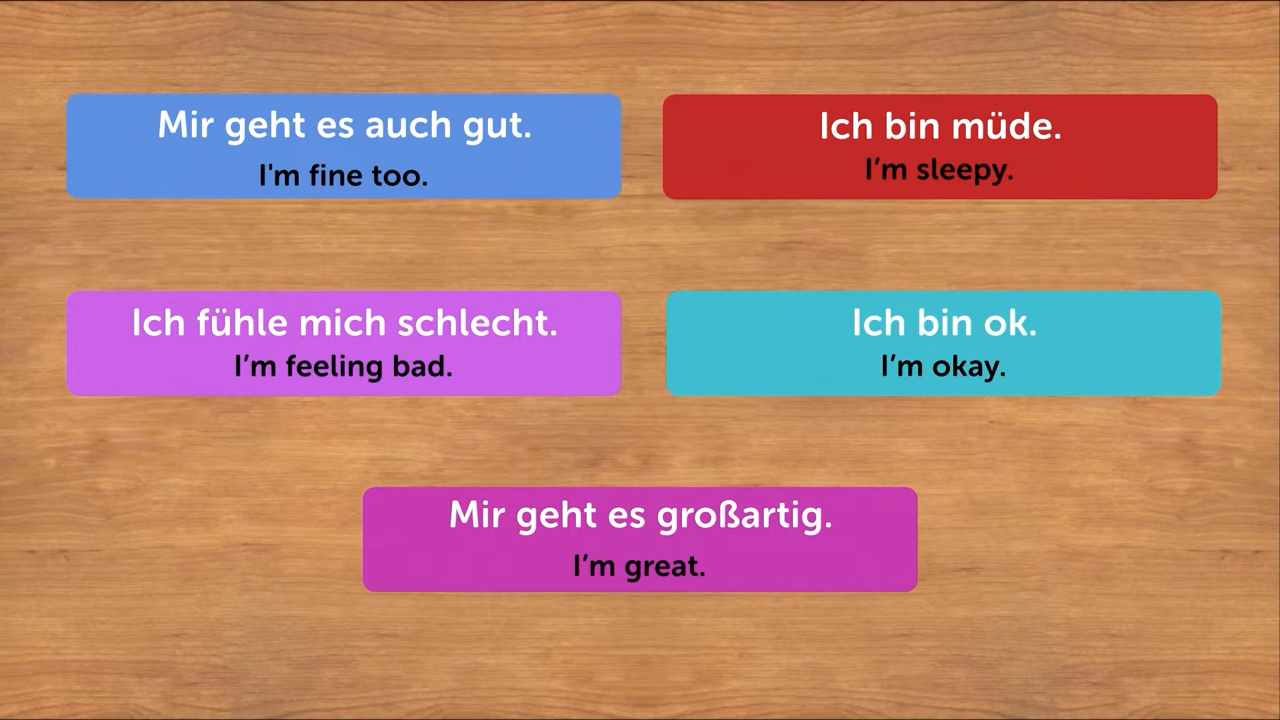 Mir geht es auch gut.
I'm fine too.
Ich bin müde.
I’m sleepy.
Ich fühle mich schlecht.
I’m feeling bad.
Ich bin ok.
I’m okay.
Mir geht es großartig.
I’m great.